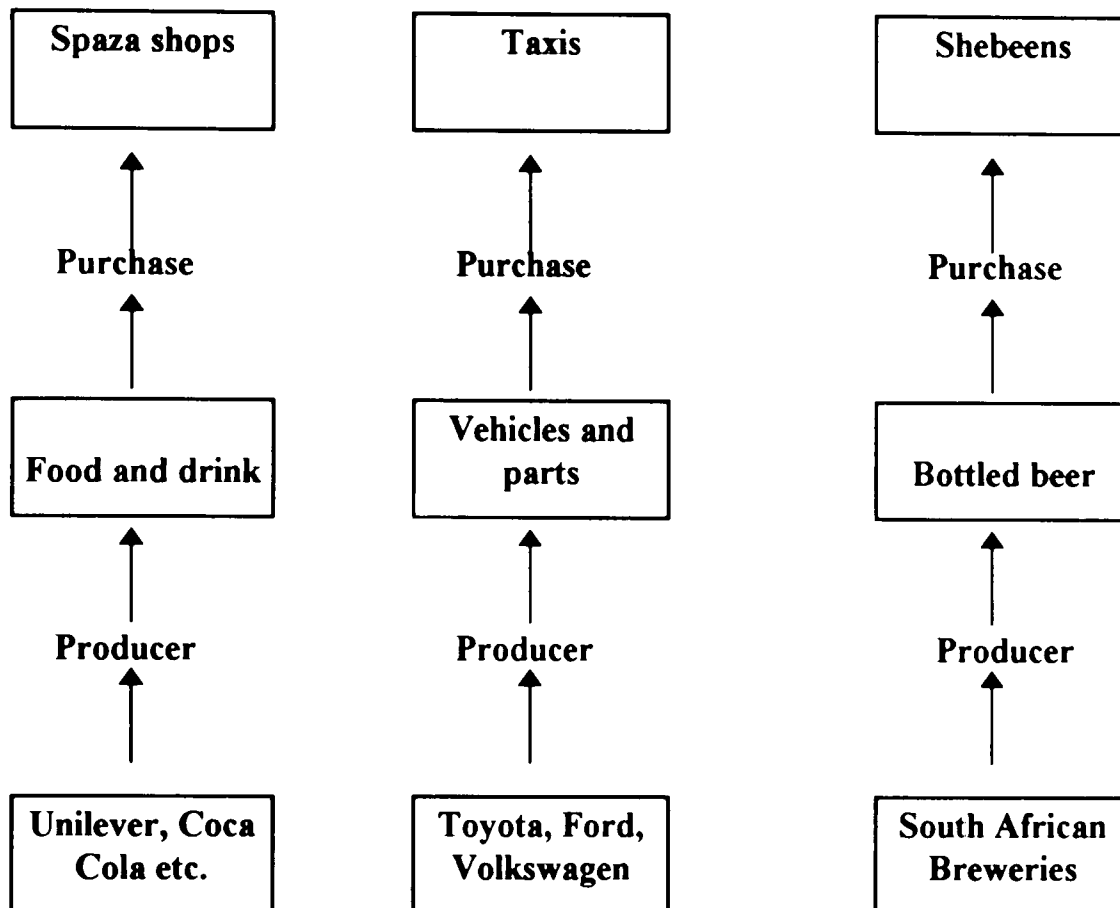 Spaza shops
Taxis
Shebeens
Purchase
Purchase
Purchase
Food and drink
Vehicles and
parts
Bottled beer
Producer
Producer
Producer
Unilever, Coca
Cola etc.
Toyota, Ford,
Volkswagen
South African
Breweries